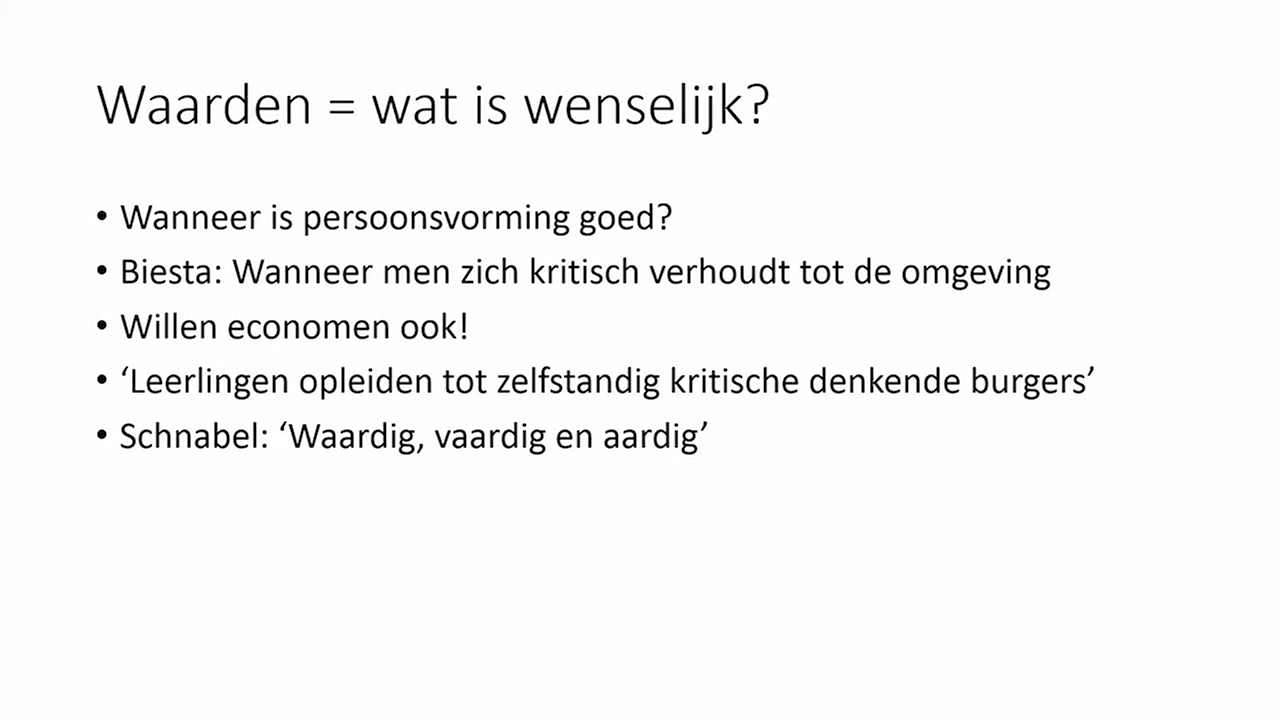 Waarden = wat is wenselijk?
• Wanneer is persoonsvorming goed?
• Biesta: Wanneer men zich kritisch verhoudt tot de omgeving
• Willen economen ook!
• ‘Leerlingen opleiden tot zelfstandig kritische denkende burgers’
• Schnabel: ‘Waardig, vaardig en aardig’